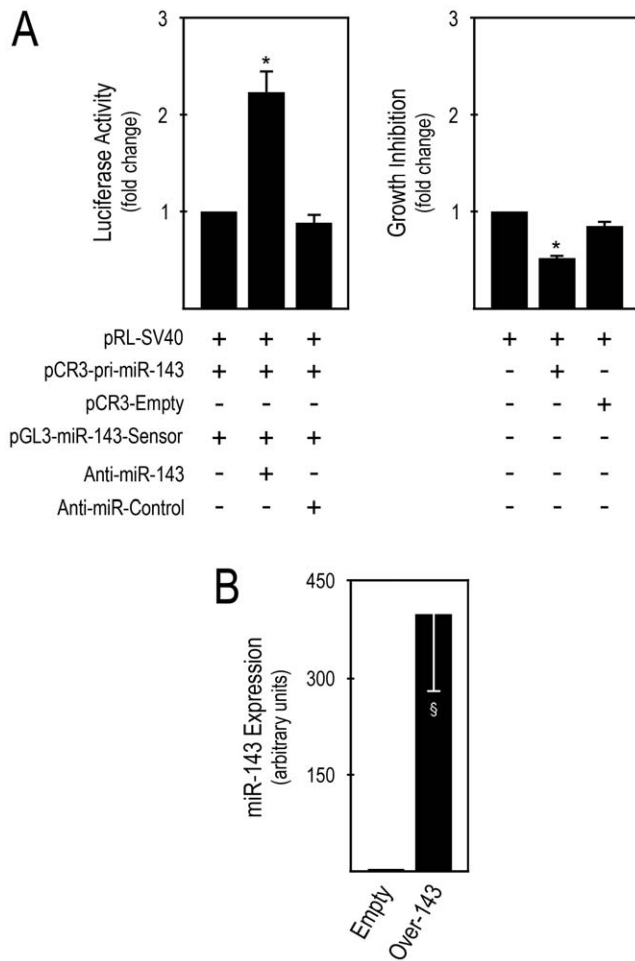 A
Luciferase Activity
(fold change)
3
2
1
*
Growth Inhibition
(fold change)
3
2
1
*
pRL-SV40 + + + + + +
pCR3-pri-miR-143 + + + - + -
pCR3-Empty - - - - - +
pGL3-miR-143-Sensor + + + - - -
Anti-miR-143 - + - - - -
Anti-miR-Control - - + - - -
B
miR-143 Expression
(arbitrary units)
450
300
150
§
Empty
Over-143